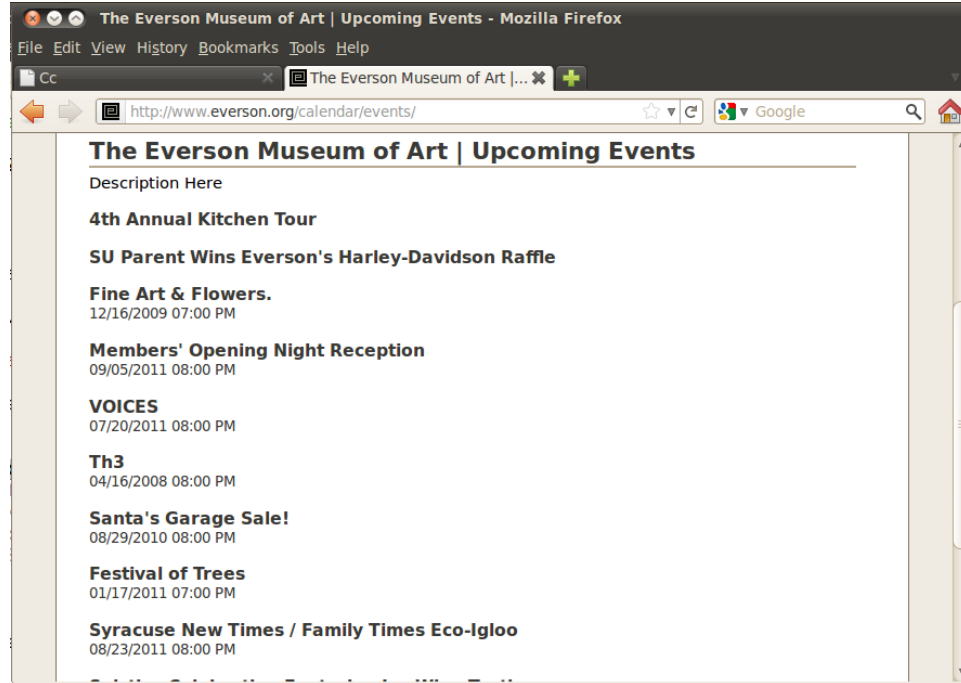 The Everson Museum of Art | Upcoming Events - Mozilla Firefox
File Edit View History Bookmarks Tools Help
Cc
The Everson Museum of Art |...
http://www.everson.org/calendar/events/
Google
The Everson Museum of Art | Upcoming Events
Description Here
4th Annual Kitchen Tour
SU Parent Wins Everson's Harley-Davidson Raffle
Fine Art & Flowers.
12/16/2009 07:00 PM
Members' Opening Night Reception
09/05/2011 08:00 PM
VOICES
07/20/2011 08:00 PM
Th3
04/16/2008 08:00 PM
Santa's Garage Sale!
08/29/2010 08:00 PM
Festival of Trees
01/17/2011 07:00 PM
Syracuse New Times / Family Times Eco-Igloo
08/23/2011 08:00 PM